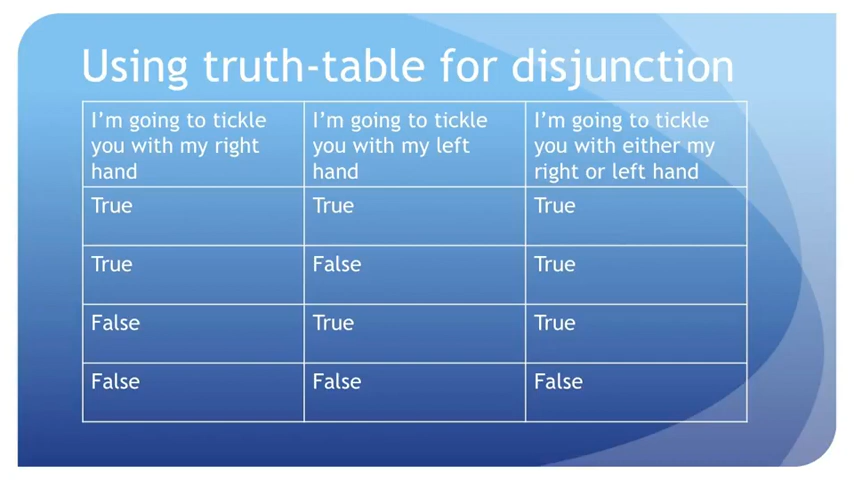 Using truth-table for disjunction
I'm going to tickle
you with my right
hand
I'm going to tickle
you with my left
hand
I'm going to tickle
you with either my
right or left hand
True
True
True
True
False
True
False
True
True
False
False
False